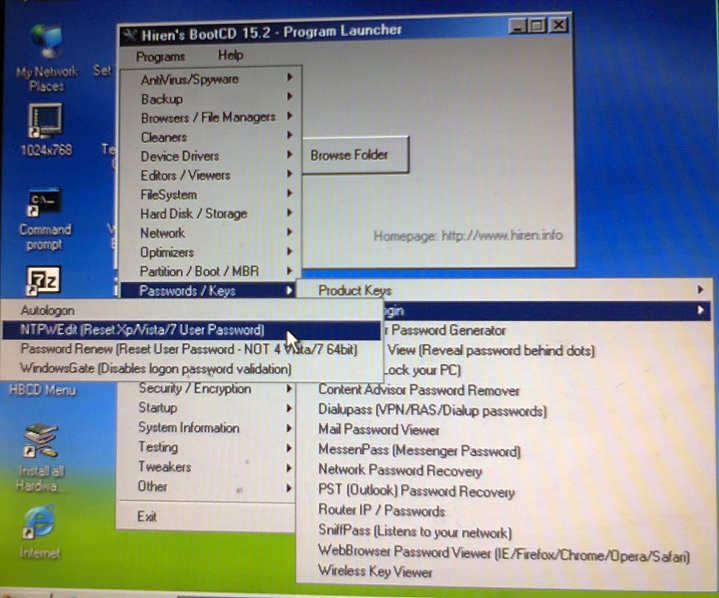 Hiren's BootCD 15.2 - Program Launcher
Programs Help
My Network Places
Set
1024x768
Command prompt
HBCD Menu
Install all Hardwa...
Internet
AntiVirus/Spyware
Backup
Browsers / File Managers
Cleaners
Device Drivers
Editors / Viewers
FileSystem
Hard Disk / Storage
Network
Optimizers
Partition / Boot / MBR
Passwords / Keys
Security / Encryption
Startup
System Information
Testing
Tweakers
Other
Exit
Browse Folder
Homepage: http://www.hiren.info
Autologon
NTPWEdit (Reset Xp/Vista/7 User Password)
Password Renew (Reset User Password - NOT 4 Vista/7 64bit)
WindowsGate (Disables logon password validation)
Product Keys
gin
r Password Generator
View (Reveal password behind dots)
Lock your PC)
Content Advisor Password Remover
Dialupass (VPN/RAS/Dialup passwords)
Mail Password Viewer
MessenPass (Messenger Password)
Network Password Recovery
PST (Outlook) Password Recovery
Router IP / Passwords
SniffPass (Listens to your network)
WebBrowser Password Viewer (IE/Firefox/Chrome/Opera/Safari)
Wireless Key Viewer